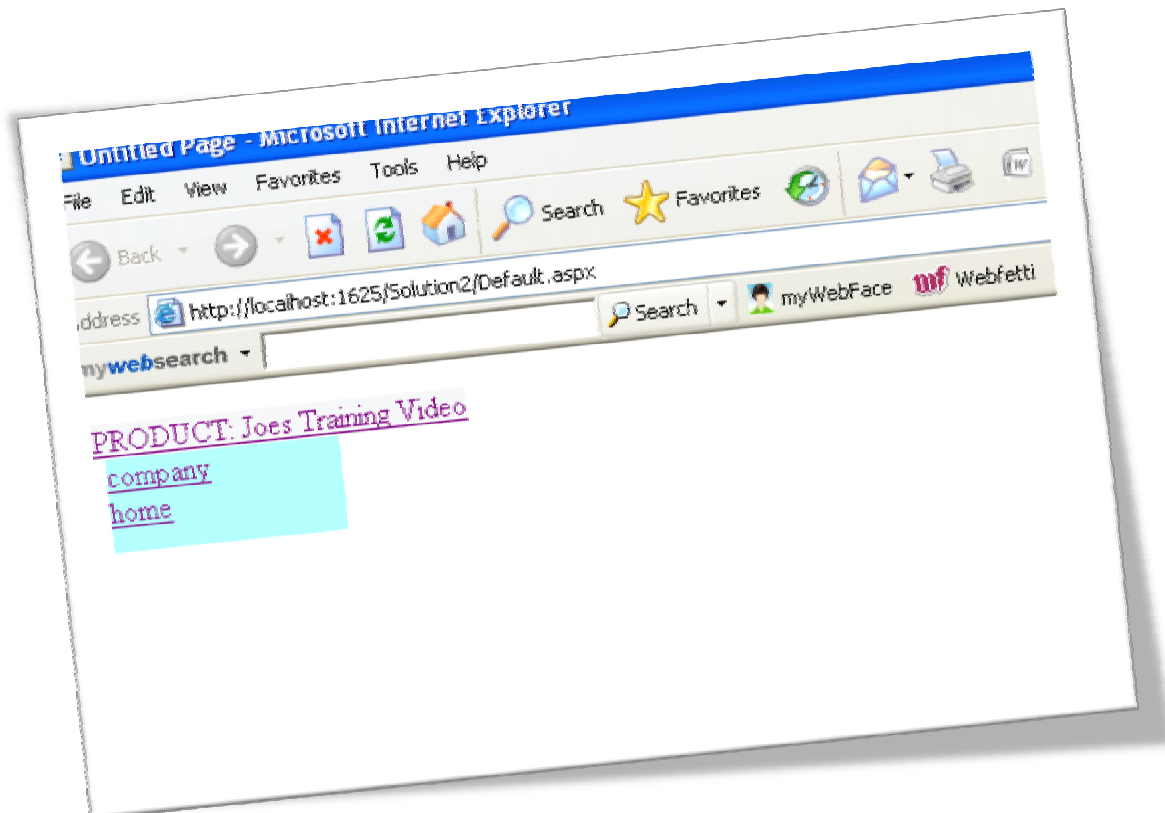 Untitled Page - Microsoft Internet Explorer
File Edit View Favorites Tools Help
Back Search Favorites
Address http://localhost:1625/Solution2/Default.aspx
mywebsearch Search myWebFace mf Webfetti
PRODUCT: Joes Training Video
company
home